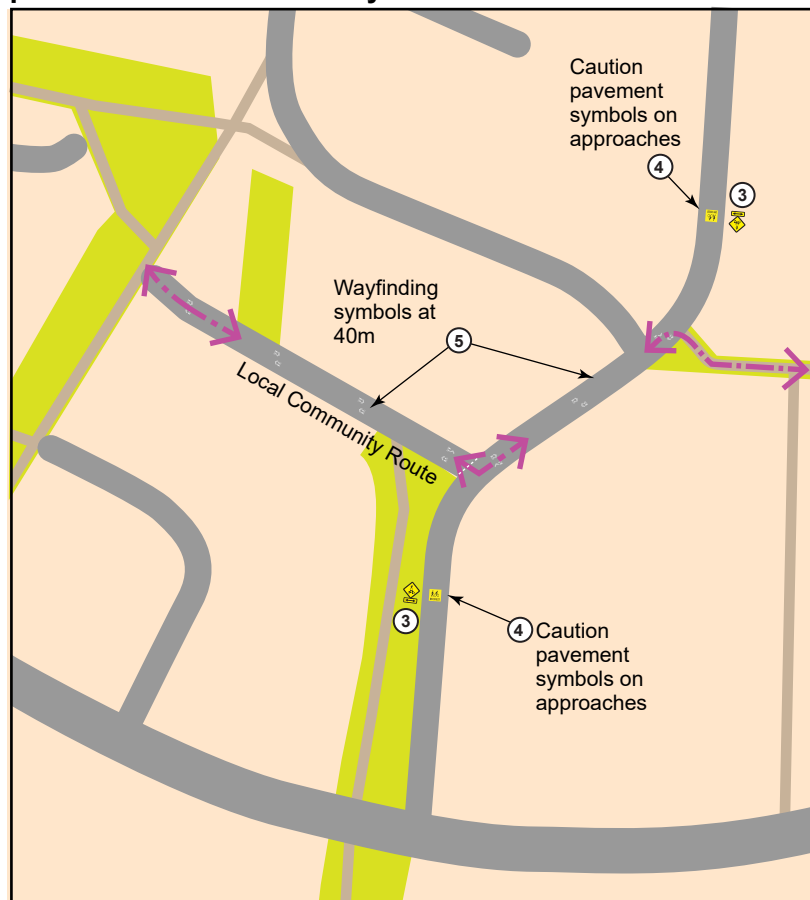 Caution
pavement
symbols on
approaches
4
3
Wayfinding
symbols at
40m
5
Local Community Route
3
4
Caution
pavement
symbols on
approaches